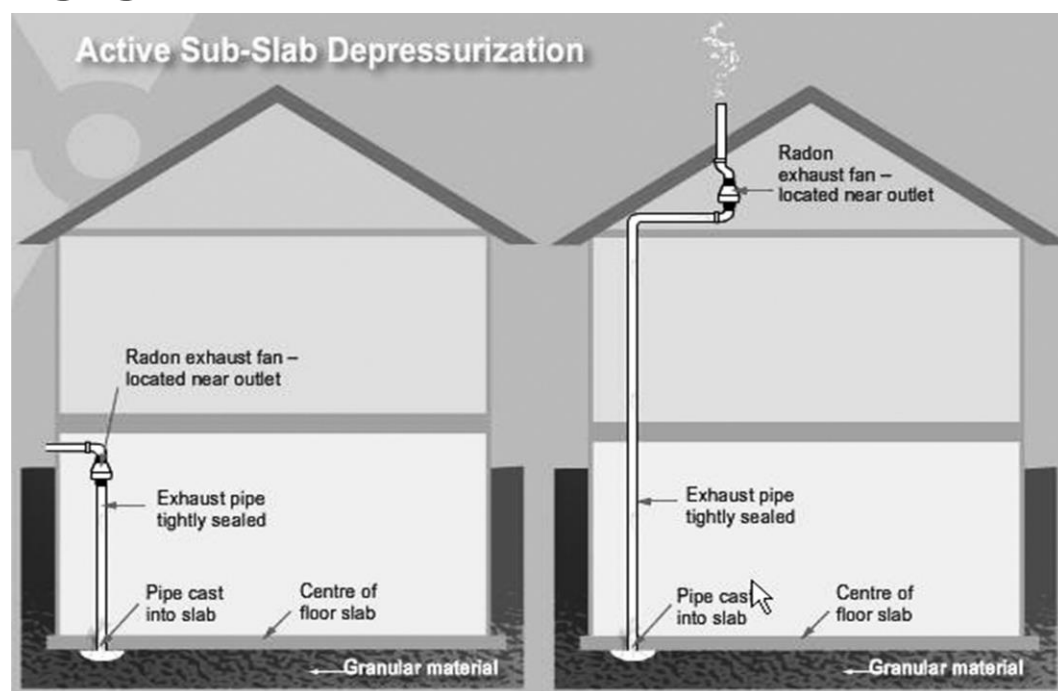 Active Sub-Slab Depressurization
Radon exhaust fan –
located near outlet
Exhaust pipe
tightly sealed
Pipe cast
into slab
Centre of
floor slab
Granular material
Radon
exhaust fan –
located near outlet
Exhaust pipe
tightly sealed
Pipe cast
into slab
Centre of
floor slab
Granular material